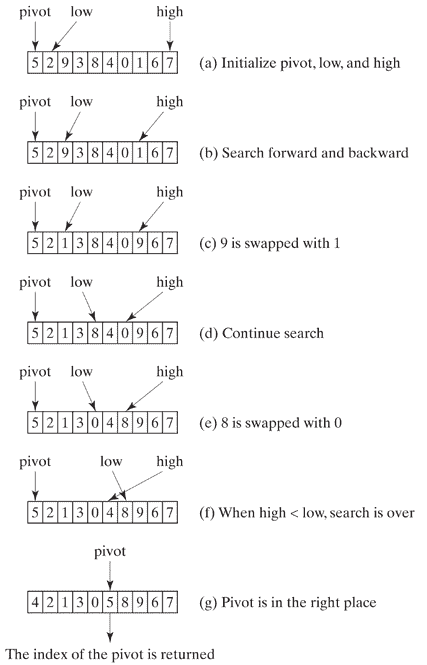 pivot low high
5 2 9 3 8 4 0 1 6 7 (a) Initialize pivot, low, and high
pivot low high
5 2 9 3 8 4 0 1 6 7 (b) Search forward and backward
pivot low high
5 2 1 3 8 4 0 9 6 7 (c) 9 is swapped with 1
pivot low high
5 2 1 3 8 4 0 9 6 7 (d) Continue search
pivot low high
5 2 1 3 0 4 8 9 6 7 (e) 8 is swapped with 0
pivot low high
5 2 1 3 0 4 8 9 6 7 (f) When high < low, search is over
pivot
4 2 1 3 0 5 8 9 6 7 (g) Pivot is in the right place
The index of the pivot is returned